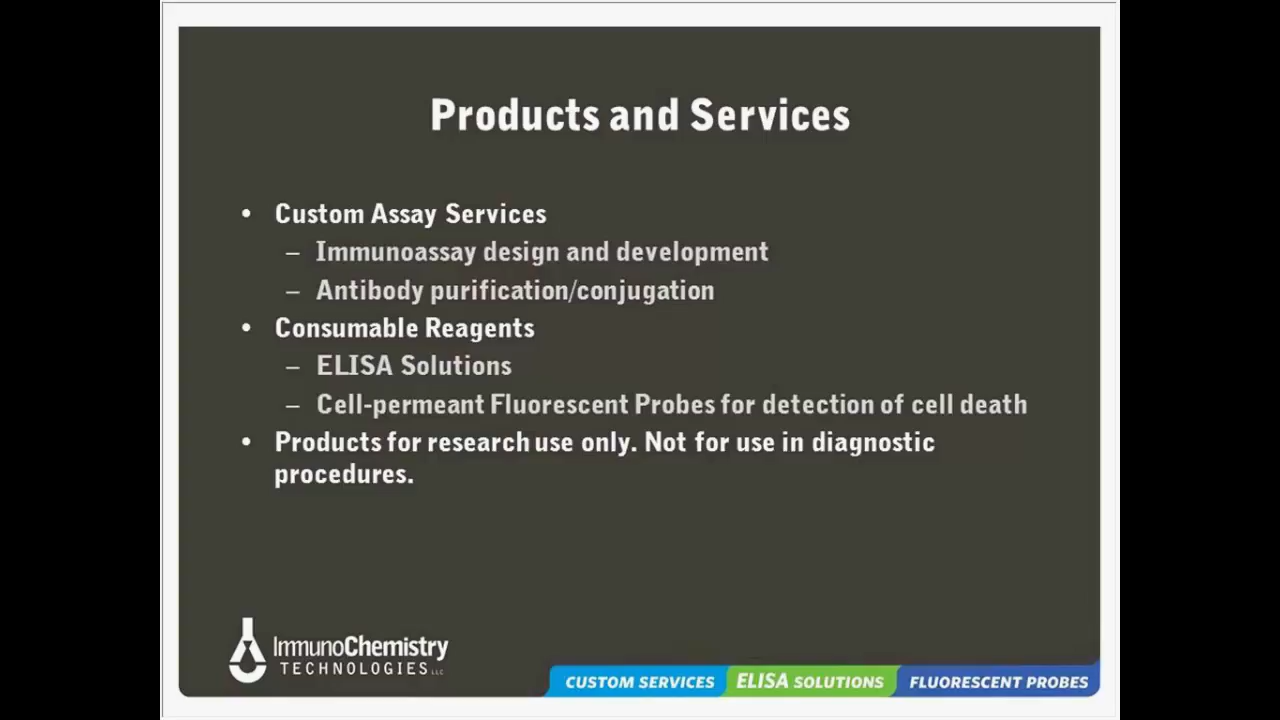 Products and Services
• Custom Assay Services
– Immunoassay design and development
– Antibody purification/conjugation
• Consumable Reagents
– ELISA Solutions
– Cell-permeant Fluorescent Probes for detection of cell death
• Products for research use only. Not for use in diagnostic
procedures.
ImmunoChemistry
TECHNOLOGIES LLC
CUSTOM SERVICES ELISA SOLUTIONS FLUORESCENT PROBES